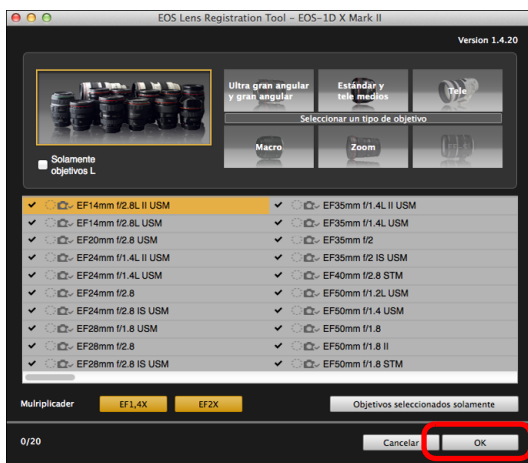 EOS Lens Registration Tool - EOS-1D X Mark II
Version 1.4.20
Ultra gran angular
y gran angular
Estándar y
tele medios
Tele
Seleccionar un tipo de objetivo
Macro
Zoom
Solamente
objetivos L
EF14mm f/2.8L II USM
EF14mm f/2.8L USM
EF20mm f/2.8 USM
EF24mm f/1.4L II USM
EF24mm f/1.4L USM
EF24mm f/2.8
EF24mm f/2.8 IS USM
EF28mm f/1.8 USM
EF28mm f/2.8
EF28mm f/2.8 IS USM
EF35mm f/1.4L II USM
EF35mm f/1.4L USM
EF35mm f/2
EF35mm f/2 IS USM
EF40mm f/2.8 STM
EF50mm f/1.2L USM
EF50mm f/1.4 USM
EF50mm f/1.8
EF50mm f/1.8 II
EF50mm f/1.8 STM
Mulriplicador
EF1,4X
EF2X
Objetivos seleccionados solamente
0/20
Cancelar
OK